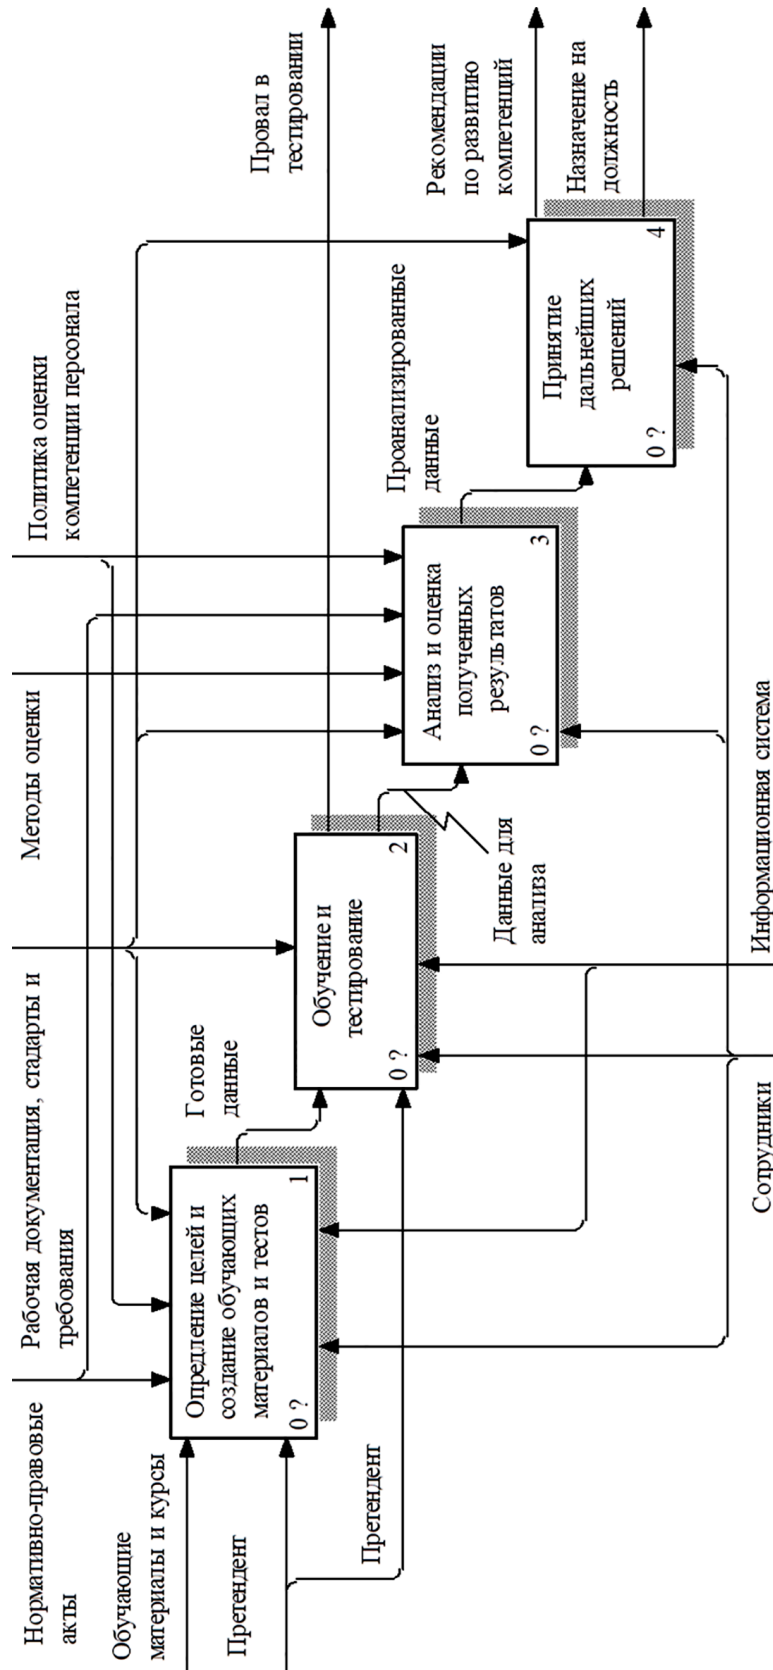 Нормативно-правовые
акты
Рабочая документация, стадарты и
требования
Методы оценки
Политика оценки
компетенции персонала
Обучающие
материалы и курсы
Претендент
Претендент
Опредление целей и
создание обучающих
материалов и тестов
0 ?
1
Готовые
данные
Обучение и
тестирование
0 ?
2
Провал в
тестировании
Данные для
анализа
Анализ и оценка
полученных
результатов
0 ?
3
Проанализированные
данные
Принятие
дальнейших
решений
0 ?
4
Рекомендации
по развитию
компетенций
Назначение на
должность
Сотрудники
Информационная система